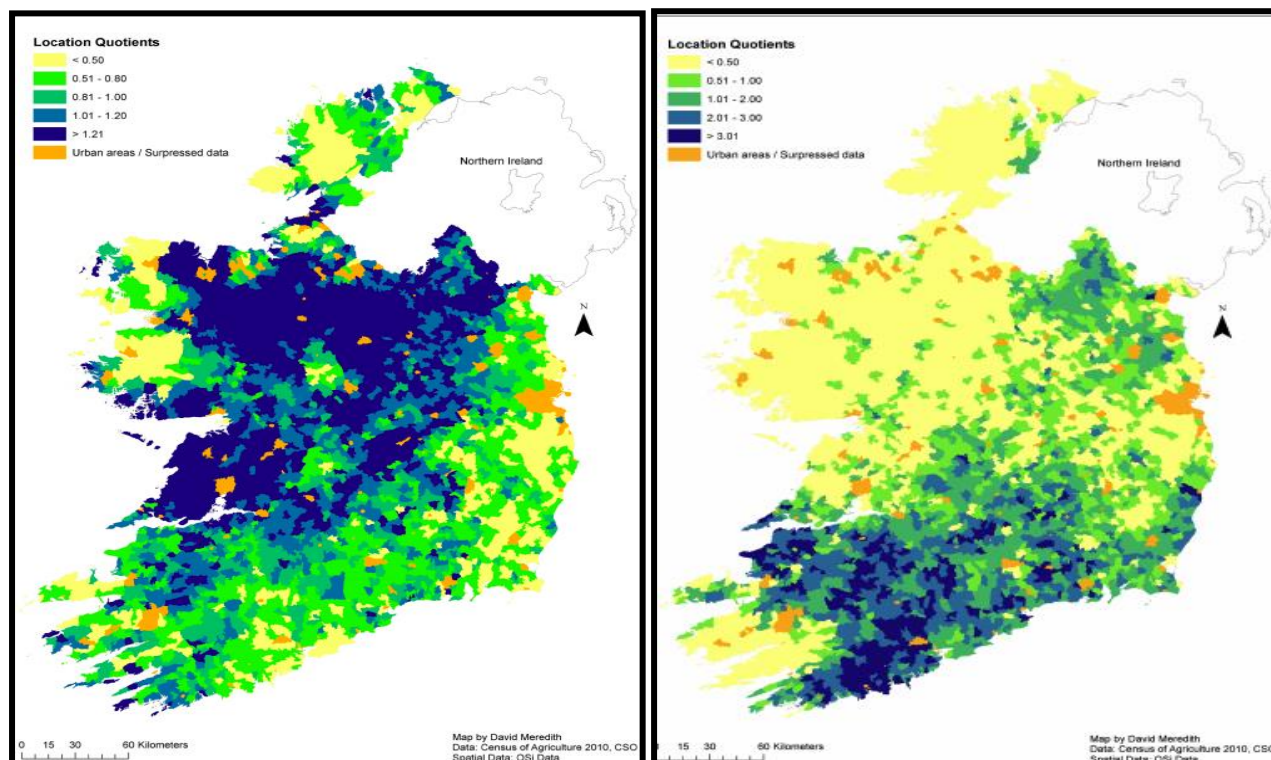 Location Quotients
< 0.50
0.51 - 0.80
0.81 - 1.00
1.01 - 1.20
> 1.21
Urban areas / Surpressed data
Northern Ireland
N
0 15 30 60 Kilometers
Map by David Meredith
Data: Census of Agriculture 2010, CSO
Spatial Data: OSi Data
Location Quotients
< 0.50
0.51 - 1.00
1.01 - 2.00
2.01 - 3.00
> 3.01
Urban areas / Surpressed data
Northern Ireland
N
0 15 30 60 Kilometers
Map by David Meredith
Data: Census of Agriculture 2010, CSO
Spatial Data: OSi Data